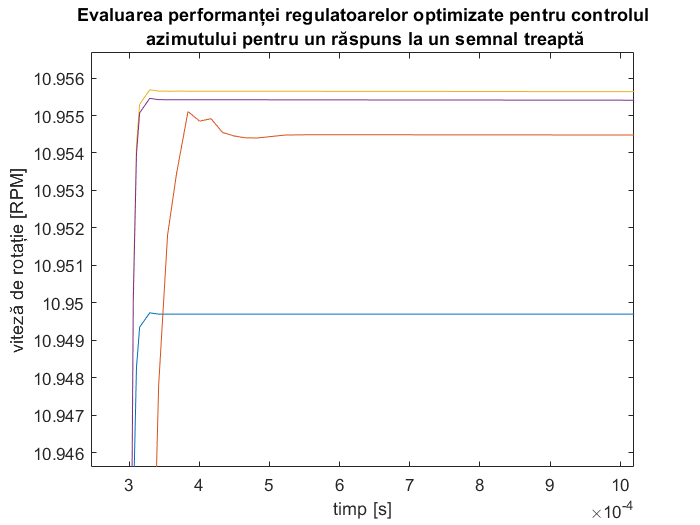 Evaluarea performanței regulatoarelor optimizate pentru controlul
azimutului pentru un răspuns la un semnal treaptă
viteză de rotație [RPM]
10.956
10.955
10.954
10.953
10.952
10.951
10.95
10.949
10.948
10.947
10.946
3 4 5 6 7 8 9 10
timp [s]
×10-4